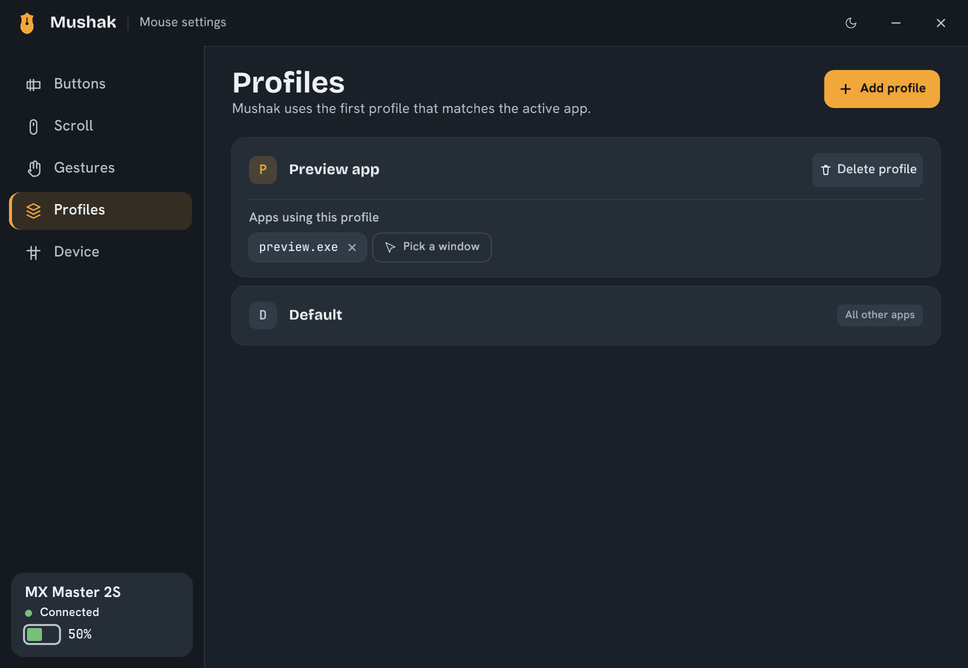 Mushak
Mouse settings
Buttons
Scroll
Gestures
Profiles
Device
MX Master 2S
Connected
50%
Profiles
Mushak uses the first profile that matches the active app.
Add profile
P
Preview app
Delete profile
Apps using this profile
preview.exe
Pick a window
D
Default
All other apps